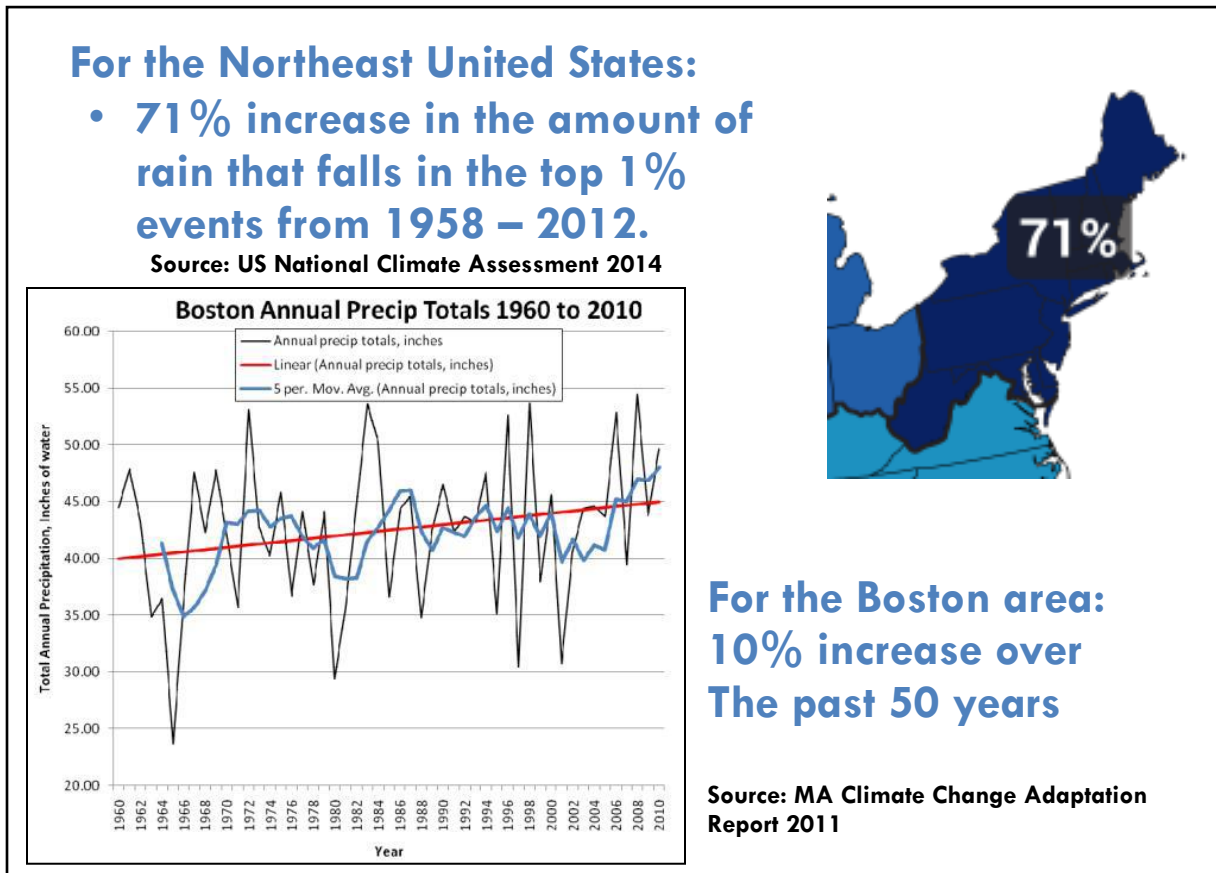 For the Northeast United States:
• 71% increase in the amount of
rain that falls in the top 1%
events from 1958 – 2012.
Source: US National Climate Assessment 2014
71%
Boston Annual Precip Totals 1960 to 2010
Annual precip totals, inches
Linear (Annual precip totals, inches)
5 per. Mov. Avg. (Annual precip totals, inches)
Total Annual Precipitation, Inches of water
60.00
55.00
50.00
45.00
40.00
35.00
30.00
25.00
20.00
1960
1962
1964
1966
1968
1970
1972
1974
1976
1978
1980
1982
1984
1986
1988
1990
1992
1994
1996
1998
2000
2002
2004
2006
2008
2010
Year
For the Boston area:
10% increase over
The past 50 years
Source: MA Climate Change Adaptation
Report 2011